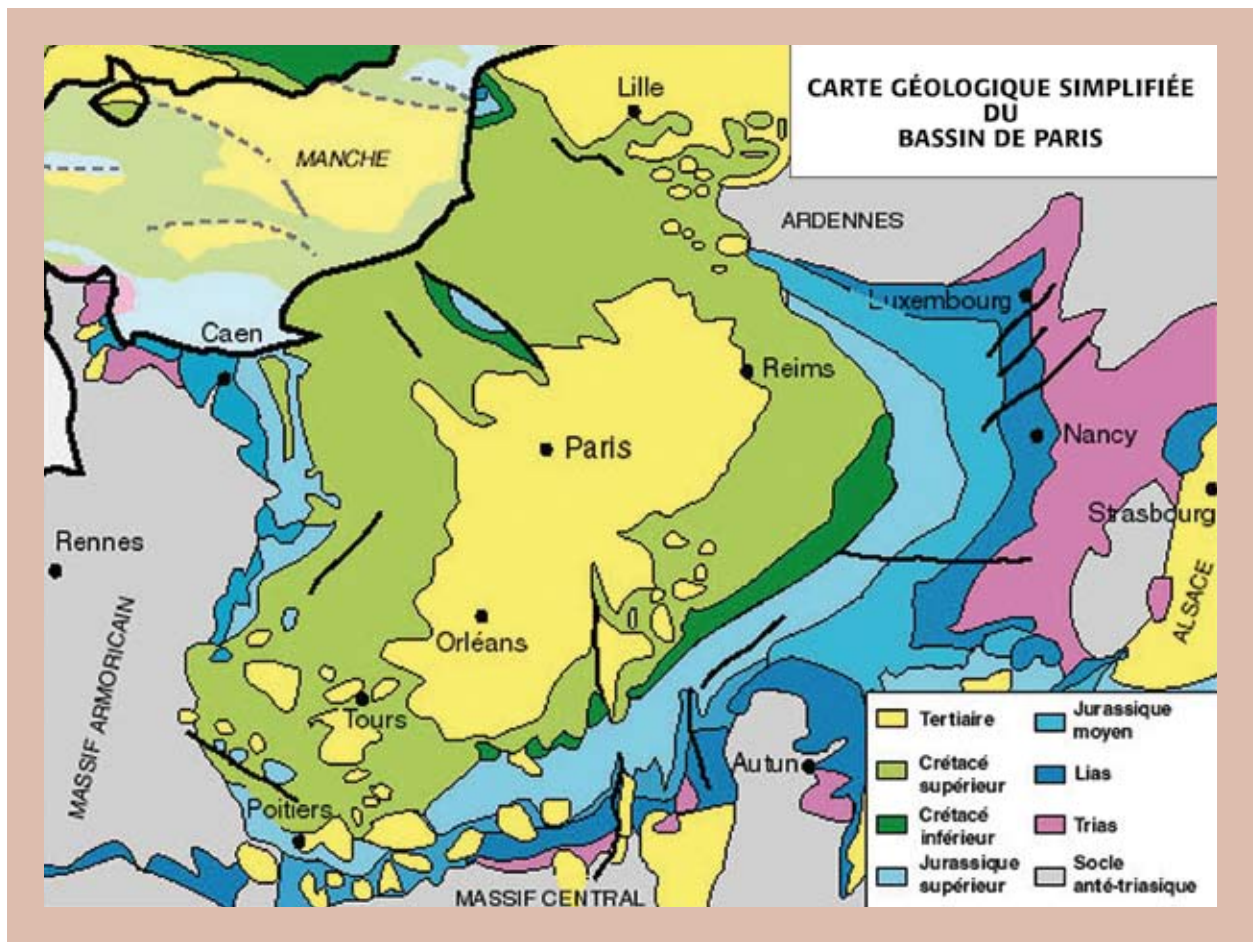 CARTE GÉOLOGIQUE SIMPLIFIÉE
DU
BASSIN DE PARIS
Lille
MANCHE
ARDENNES
Luxembourg
Caen
Reims
Paris
Nancy
Strasbourg
Rennes
ALSACE
Orléans
MASSIF ARMORICAIN
Tours
Autun
Poitiers
MASSIF CENTRAL
Tertiaire
Crétacé
supérieur
Crétacé
inférieur
Jurassique
supérieur
Jurassique
moyen
Lias
Trias
Socle
anté-triasique